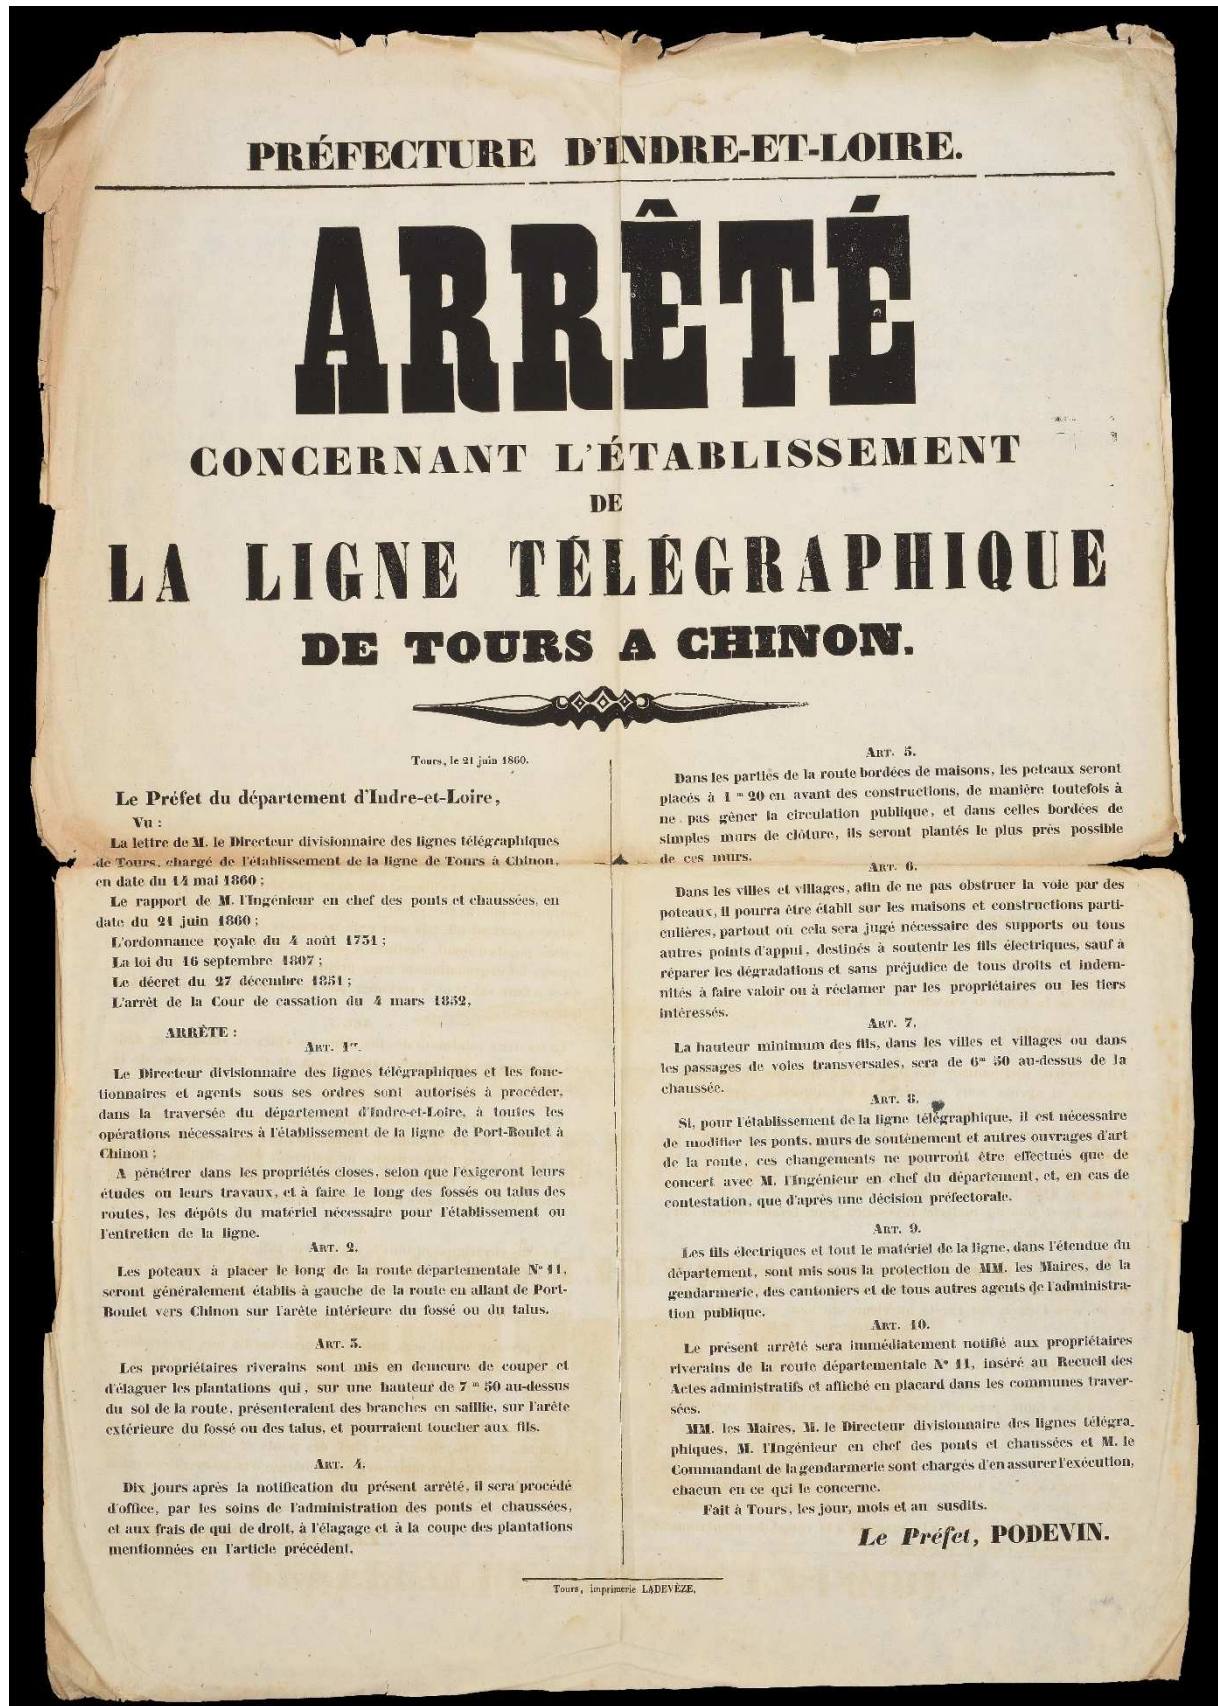 PRÉFECTURE D'INDRE-ET-LOIRE.
ARRÊTÉ
CONCERNANT L'ÉTABLISSEMENT
DE
LA LIGNE TÉLÉGRAPHIQUE
DE TOURS A CHINON.
Tours, le 21 juin 1860.
Le Préfet du département d'Indre-et-Loire,
Vu :
La lettre de M. le Directeur divisionnaire des lignes télégraphiques
de Tours, chargé de l'établissement de la ligne de Tours à Chinon,
en date du 14 mai 1860 ;
Le rapport de M. l'Ingénieur en chef des ponts et chaussées, en
date du 21 juin 1860 ;
L'ordonnance royale du 4 août 1731 ;
La loi du 16 septembre 1807 ;
Le décret du 27 décembre 1851 ;
L'arrêt de la Cour de cassation du 4 mars 1852,
ARRÊTE :
ART. 1er.
Le Directeur divisionnaire des lignes télégraphiques et les fonc-
tionnaires et agents sous ses ordres sont autorisés à procéder,
dans la traversée du département d'Indre-et-Loire, à toutes les
opérations nécessaires à l'établissement de la ligne de Port-Boulet à
Chinon ;
A pénétrer dans les propriétés closes, selon que l'exigeront leurs
études ou leurs travaux, et à faire le long des fossés ou talus des
routes, les dépôts du matériel nécessaire pour l'établissement ou
l'entretien de la ligne.
ART. 2.
Les poteaux à placer le long de la route départementale N° 11,
seront généralement établis à gauche de la route en allant de Port-
Boulet vers Chinon sur l'arête intérieure du fossé ou du talus.
ART. 3.
Les propriétaires riverains sont mis en demeure de couper et
d'élaguer les plantations qui, sur une hauteur de 7 m 50 au-dessus
du sol de la route, présenteraient des branches en saillie, sur l'arête
extérieure du fossé ou des talus, et pourraient toucher aux fils.
ART. 4.
Dix jours après la notification du présent arrêté, il sera procédé
d'office, par les soins de l'administration des ponts et chaussées,
et aux frais de qui de droit, à l'élagage et à la coupe des plantations
mentionnées en l'article précédent.
ART. 5.
Dans les parties de la route bordées de maisons, les poteaux seront
placés à 1 m 20 en avant des constructions, de manière toutefois à
ne pas gêner la circulation publique, et dans celles bordées de
simples murs de clôture, ils seront plantés le plus près possible
de ces murs.
ART. 6.
Dans les villes et villages, afin de ne pas obstruer la voie par des
poteaux, il pourra être établi sur les maisons et constructions parti-
culières, partout où cela sera jugé nécessaire des supports ou tous
autres points d'appui, destinés à soutenir les fils électriques, sauf à
réparer les dégradations et sans préjudice de tous droits et indem-
nités à faire valoir ou à réclamer par les propriétaires ou les tiers
intéressés.
ART. 7.
La hauteur minimum des fils, dans les villes et villages ou dans
les passages de voies transversales, sera de 6m 50 au-dessus de la
chaussée.
ART. 8.
Si, pour l'établissement de la ligne télégraphique, il est nécessaire
de modifier les ponts, murs de soutènement et autres ouvrages d'art
de la route, ces changements ne pourront être effectués que de
concert avec M. l'Ingénieur en chef du département, et, en cas de
contestation, que d'après une décision préfectorale.
ART. 9.
Les fils électriques et tout le matériel de la ligne, dans l'étendue du
département, sont mis sous la protection de MM. les Maires, de la
gendarmerie, des cantoniers et de tous autres agents de l'administra-
tion publique.
ART. 10.
Le présent arrêté sera immédiatement notifié aux propriétaires
riverains de la route départementale N° 11, inséré au Recueil des
Actes administratifs et affiché en placard dans les communes traver-
sées.
MM. les Maires, M. le Directeur divisionnaire des lignes télégra-
phiques, M. l'Ingénieur en chef des ponts et chaussées et M. le
Commandant de la gendarmerie sont chargés d'en assurer l'exécution,
chacun en ce qui le concerne.
Fait à Tours, les jour, mois et an susdits.
Le Préfet, PODEVIN.
Tours, imprimerie LADEVÈZE.